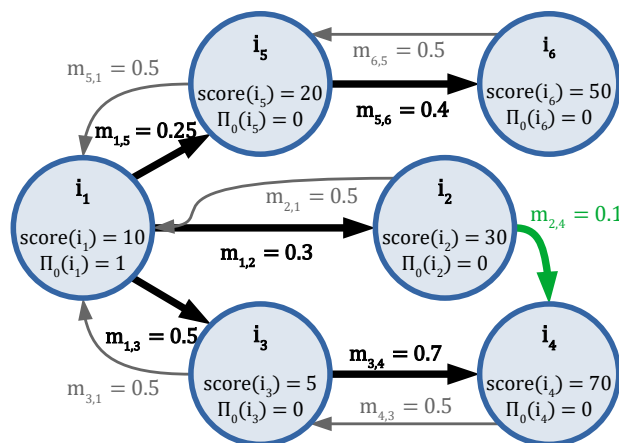 i₅
score(i₅) = 20
Π₀(i₅) = 0
i₆
score(i₆) = 50
Π₀(i₆) = 0
m₆,₅ = 0.5
m₅,₁ = 0.5
m₅,₆ = 0.4
m₁,₅ = 0.25
i₁
score(i₁) = 10
Π₀(i₁) = 1
m₂,₁ = 0.5
i₂
score(i₂) = 30
Π₀(i₂) = 0
m₂,₄ = 0.1
m₁,₂ = 0.3
m₁,₃ = 0.5
i₃
score(i₃) = 5
Π₀(i₃) = 0
m₃,₄ = 0.7
i₄
score(i₄) = 70
Π₀(i₄) = 0
m₃,₁ = 0.5
m₄,₃ = 0.5